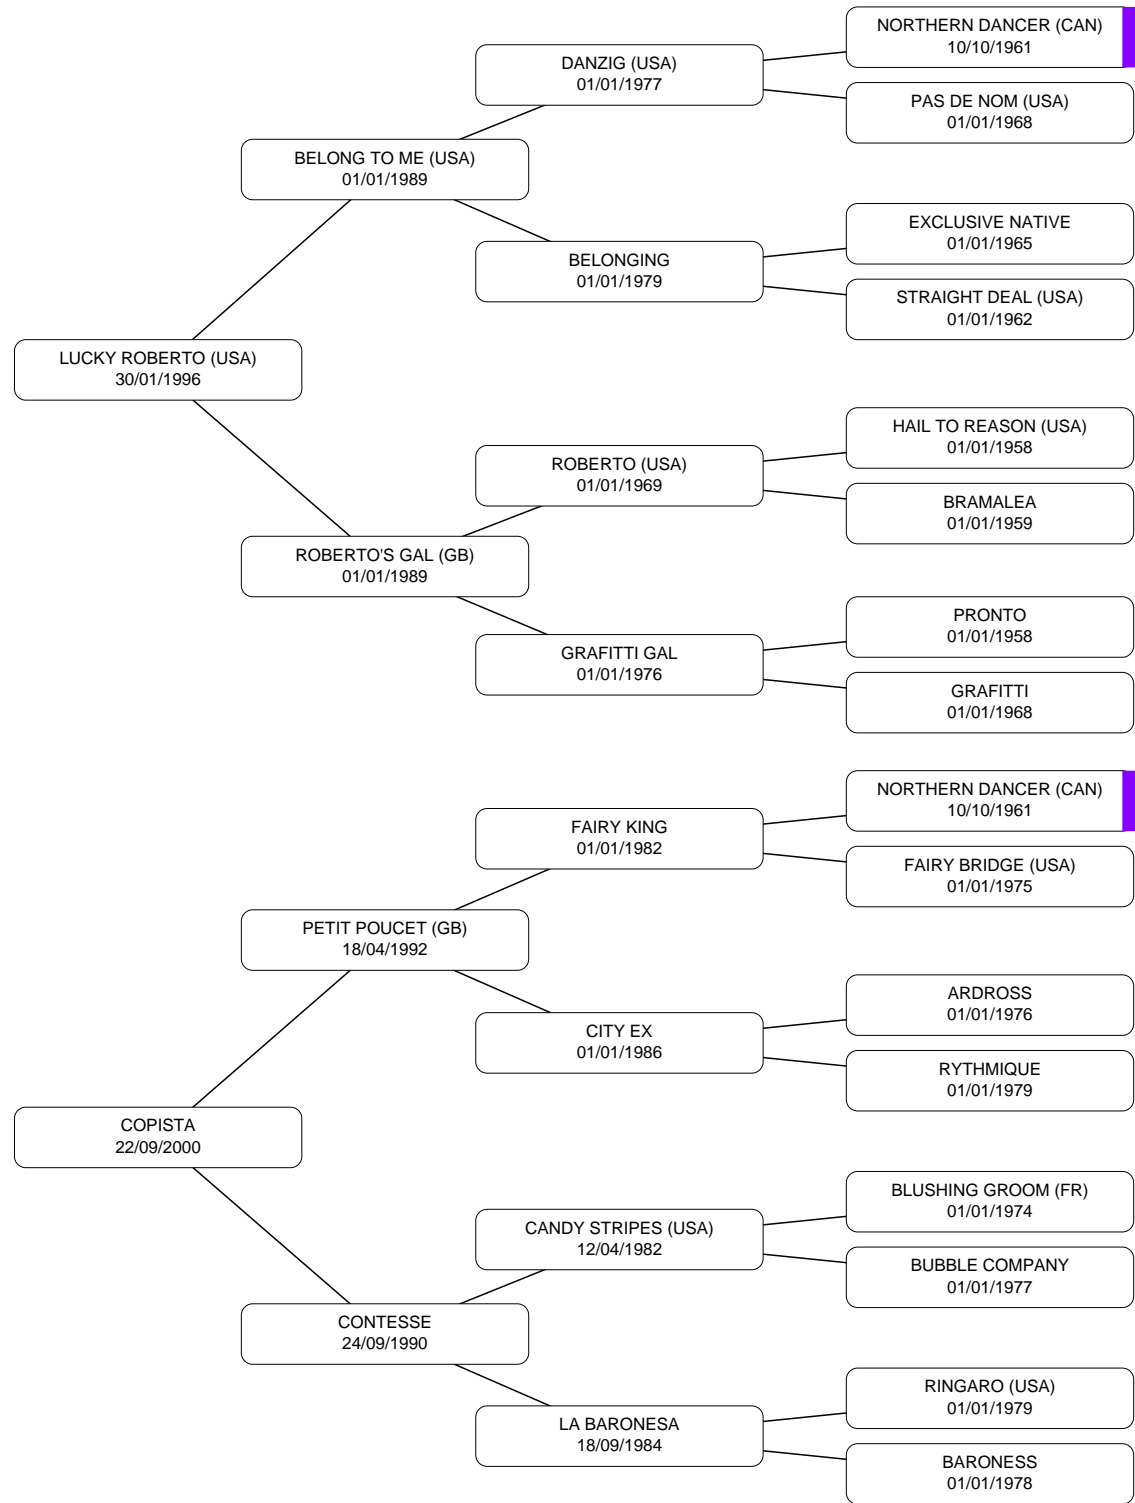 NORTHERN DANCER (CAN)
10/10/1961
DANZIG (USA)
01/01/1977
PAS DE NOM (USA)
01/01/1968
BELONG TO ME (USA)
01/01/1989
EXCLUSIVE NATIVE
01/01/1965
BELONGING
01/01/1979
STRAIGHT DEAL (USA)
01/01/1962
LUCKY ROBERTO (USA)
30/01/1996
HAIL TO REASON (USA)
01/01/1958
ROBERTO (USA)
01/01/1969
BRAMALEA
01/01/1959
ROBERTO'S GAL (GB)
01/01/1989
PRONTO
01/01/1958
GRAFITTI GAL
01/01/1976
GRAFITTI
01/01/1968
NORTHERN DANCER (CAN)
10/10/1961
FAIRY KING
01/01/1982
FAIRY BRIDGE (USA)
01/01/1975
PETIT POUCET (GB)
18/04/1992
ARDROSS
01/01/1976
CITY EX
01/01/1986
RYTHMIQUE
01/01/1979
COPISTA
22/09/2000
BLUSHING GROOM (FR)
01/01/1974
CANDY STRIPES (USA)
12/04/1982
BUBBLE COMPANY
01/01/1977
CONTESSE
24/09/1990
RINGARO (USA)
01/01/1979
LA BARONESA
18/09/1984
BARONESS
01/01/1978